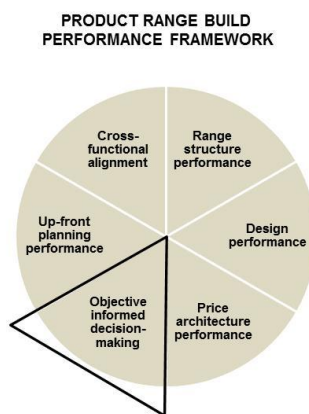 PRODUCT RANGE BUILD
PERFORMANCE FRAMEWORK
Cross-
functional
alignment
Range
structure
performance
Up-front
planning
performance
Design
performance
Objective
informed
decision-
making
Price
architecture
performance